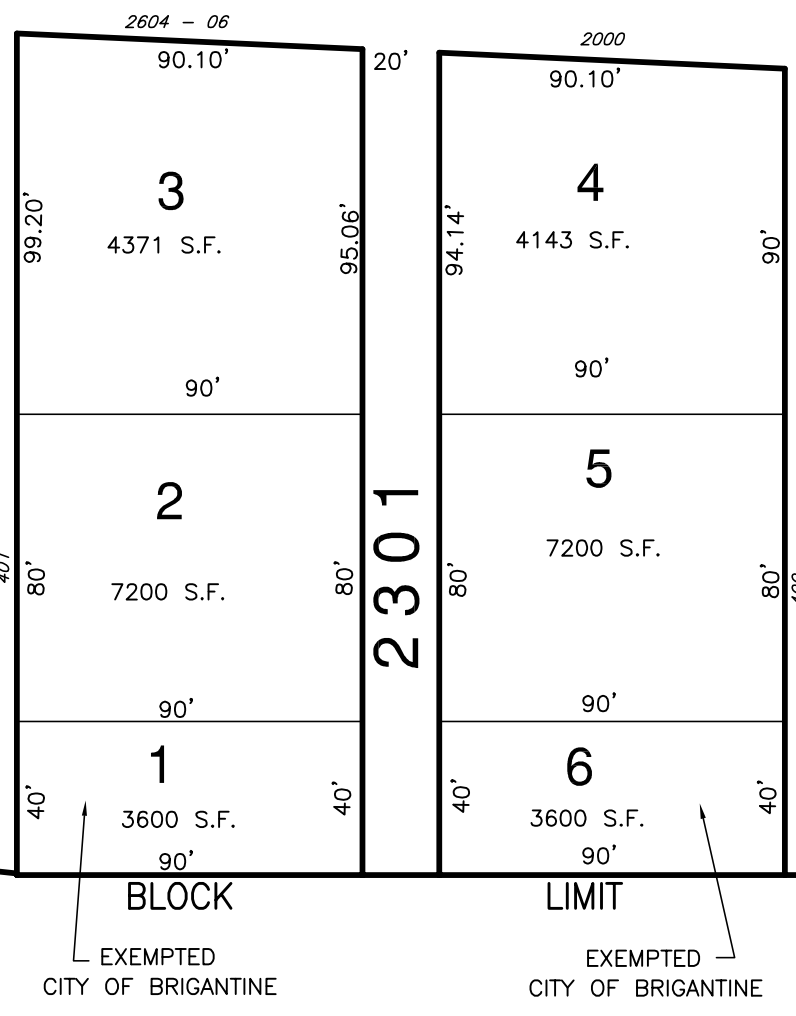 2604 - 06
90.10'
20'
2000
90.10'
3
4371 S.F.
99.20'
95.06'
90'
4
4143 S.F.
94.14'
90'
90'
2
7200 S.F.
80'
80'
90'
2301
5
7200 S.F.
80'
80'
90'
1
3600 S.F.
40'
40'
90'
6
3600 S.F.
40'
40'
90'
BLOCK LIMIT
EXEMPTED
CITY OF BRIGANTINE
EXEMPTED
CITY OF BRIGANTINE